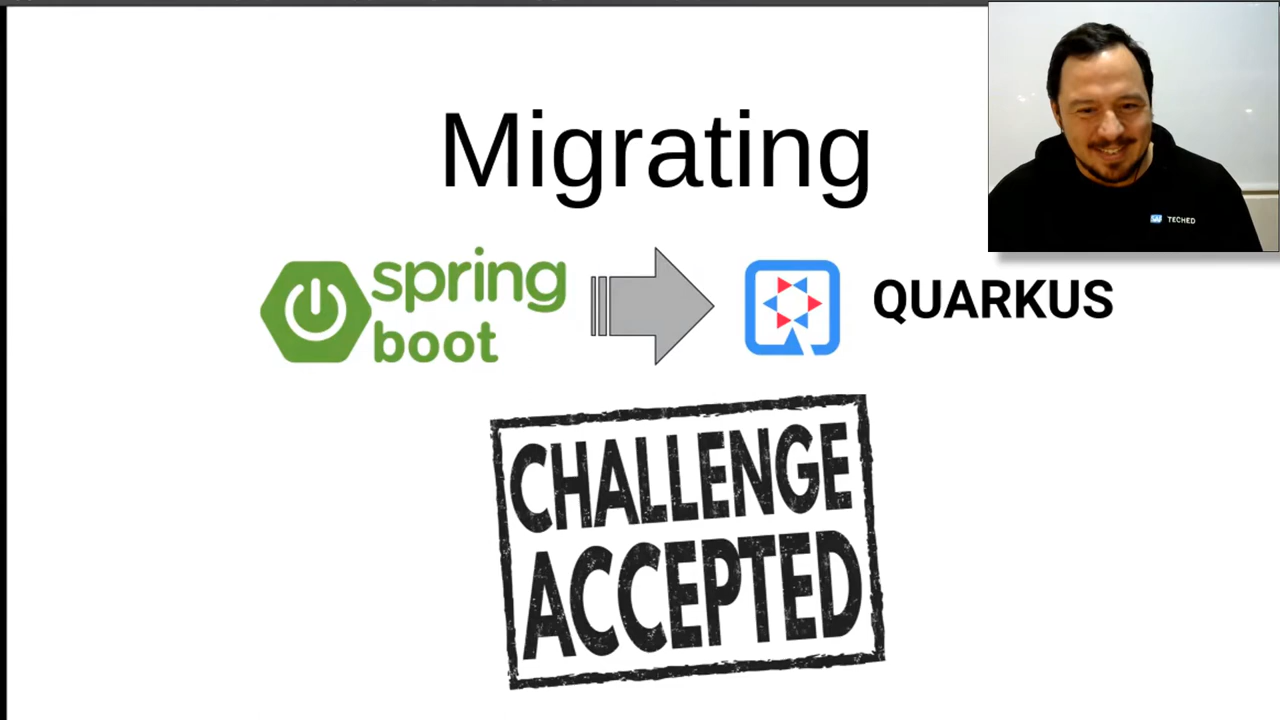 Migrating
spring
boot
QUARKUS
CHALLENGE
ACCEPTED
TECHED